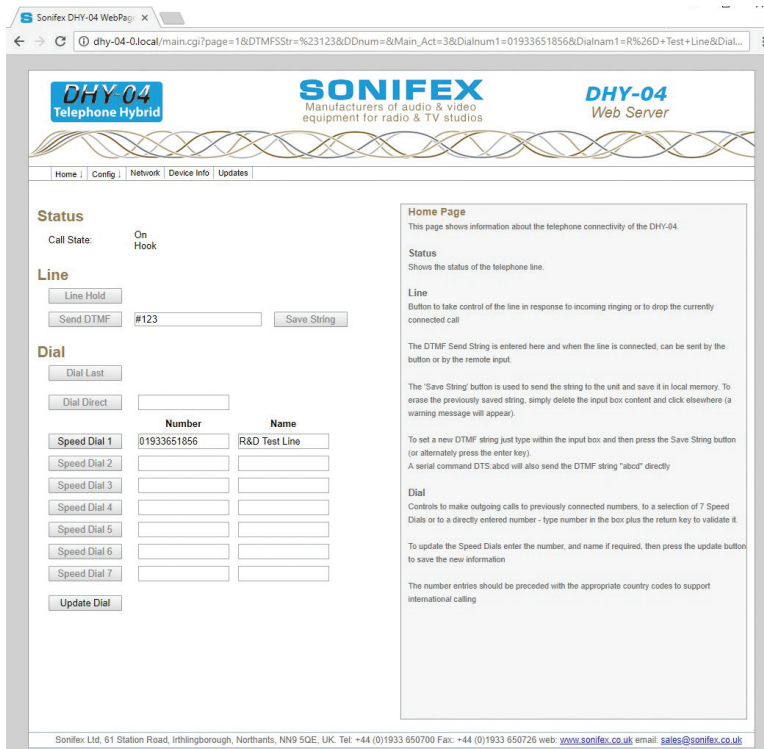 Sonifex DHY-04 WebPag
dhy-04-0.local/main.cgi?page=1&DTMFSStr=%23123&DDnum=&Main_Act=3&Dialnum1=01933651856&Dialnam1=R%26D+Test+Line&Dial...
DHY-04
Telephone Hybrid
SONIFEX
Manufacturers of audio & video
equipment for radio & TV studios
DHY-04
Web Server
Home ↓ Config ↓ Network Device Info Updates
Status
Call State: On
Hook
Line
Line Hold
Send DTMF #123 Save String
Dial
Dial Last
Dial Direct
Number Name
Speed Dial 1 01933651856 R&D Test Line
Speed Dial 2
Speed Dial 3
Speed Dial 4
Speed Dial 5
Speed Dial 6
Speed Dial 7
Update Dial
Home Page
This page shows information about the telephone connectivity of the DHY-04.
Status
Shows the status of the telephone line.
Line
Button to take control of the line in response to incoming ringing or to drop the currently
connected call
The DTMF Send String is entered here and when the line is connected, can be sent by the
button or by the remote input.
The 'Save String' button is used to send the string to the unit and save it in local memory. To
erase the previously saved string, simply delete the input box content and click elsewhere (a
warning message will appear).
To set a new DTMF string just type within the input box and then press the Save String button
(or alternately press the enter key).
A serial command DTS:abcd will also send the DTMF string "abcd" directly
Dial
Controls to make outgoing calls to previously connected numbers, to a selection of 7 Speed
Dials or to a directly entered number - type number in the box plus the return key to validate it.
To update the Speed Dials enter the number, and name if required, then press the update button
to save the new information
The number entries should be preceded with the appropriate country codes to support
international calling
Sonifex Ltd, 61 Station Road, Irthlingborough, Northants, NN9 5QE, UK. Tel: +44 (0)1933 650700 Fax: +44 (0)1933 650726 web: www.sonifex.co.uk email: sales@sonifex.co.uk